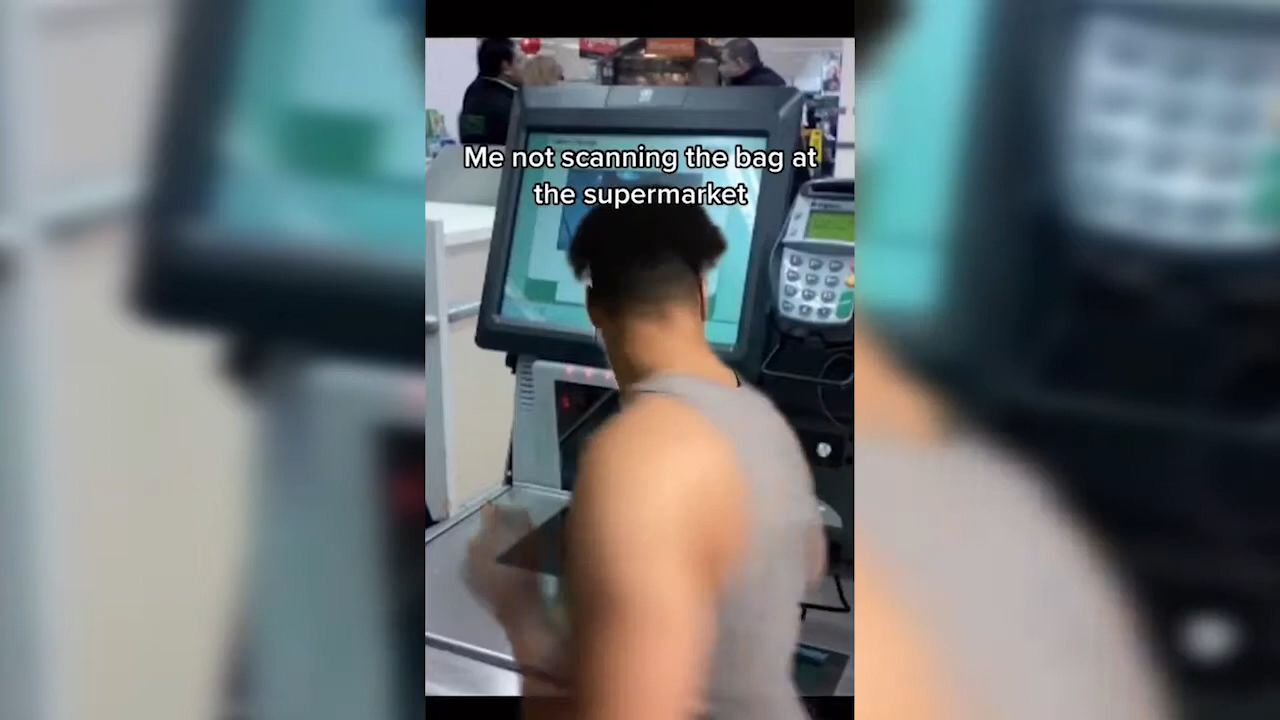 Me not scanning the bag at
the supermarket